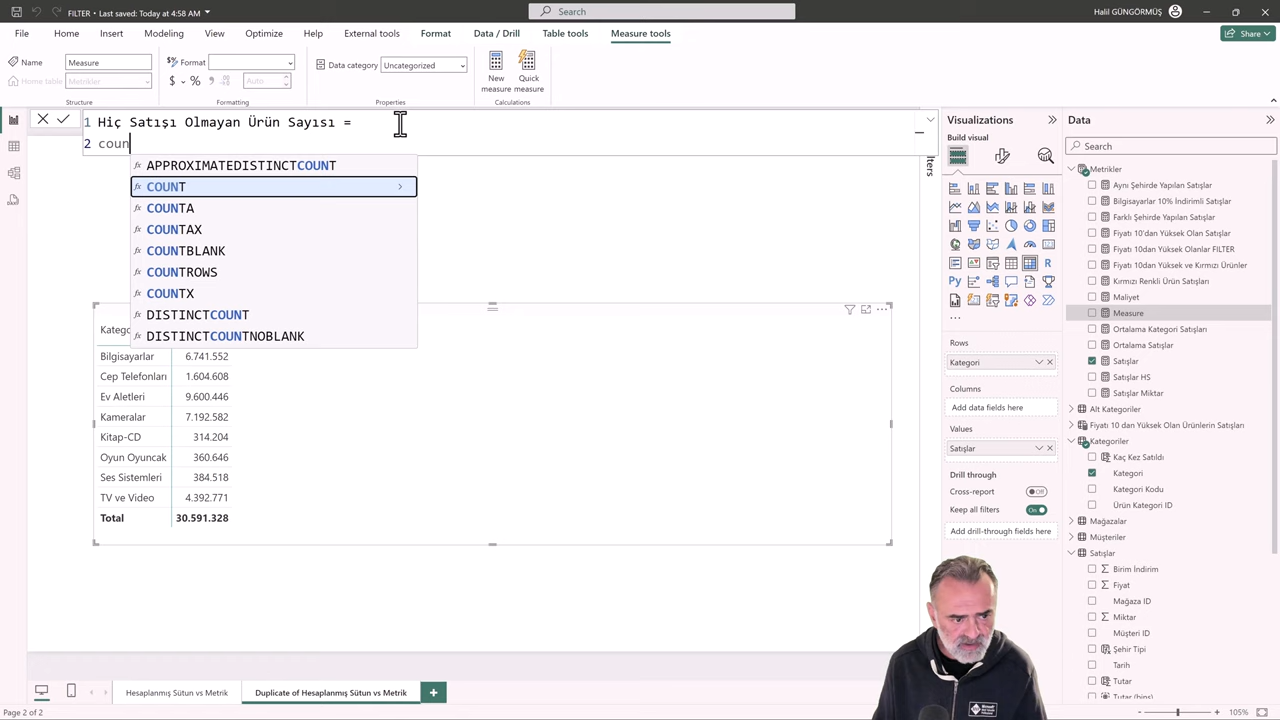 FILTER • Last saved: Today at 4:58 AM
Search
Halil GÜNGÖRMÜŞ
File
Home
Insert
Modeling
View
Optimize
Help
External tools
Format
Data / Drill
Table tools
Measure tools
Share
Name
Measure
Home table
Metrikler
Structure
Format
$
%
Auto
Formatting
Data category
Uncategorized
Properties
New
measure
Quick
measure
Calculations
1 Hiç Satışı Olmayan Ürün Sayısı =
2 coun
APPROXIMATEDISTINCTCOUNT
COUNT
COUNTA
COUNTAX
COUNTBLANK
COUNTROWS
COUNTX
DISTINCTCOUNT
DISTINCTCOUNTNOBLANK
Bilgisayarlar 6.741.552
Cep Telefonları 1.604.608
Ev Aletleri 9.600.446
Kameralar 7.192.582
Kitap-CD 314.204
Oyun Oyuncak 360.646
Ses Sistemleri 384.518
TV ve Video 4.392.771
Total 30.591.328
Visualizations
Build visual
R
Py
Rows
Kategori
Columns
Add data fields here
Values
Satışlar
Drill through
Cross-report
Off
Keep all filters
On
Add drill-through fields here
Data
Search
Metrikler
Aynı Şehirde Yapılan Satışlar
Bilgisayarlar 10% İndirimli Satışlar
Farklı Şehirde Yapılan Satışlar
Fiyatı 10'dan Yüksek Olan Satışlar
Fiyatı 10dan Yüksek Olanlar FILTER
Fiyatı 10dan Yüksek ve Kırmızı Ürünler
Kırmızı Renkli Ürün Satışları
Maliyet
Measure
Ortalama Kategori Satışları
Ortalama Satışlar
Satışlar
Satışlar HS
Satışlar Miktar
Alt Kategoriler
Fiyatı 10 dan Yüksek Olan Ürünlerin Satışları
Kategoriler
Kaç Kez Satıldı
Kategori
Kategori Kodu
Ürün Kategori ID
Mağazalar
Müşteriler
Satışlar
Birim İndirim
Fiyat
Mağaza ID
Miktar
Müşteri ID
Şehir Tipi
Tarih
Tutar
Tutar (bins)
Hesaplanmış Sütun vs Metrik
Duplicate of Hesaplanmış Sütun vs Metrik
Page 2 of 2
105%